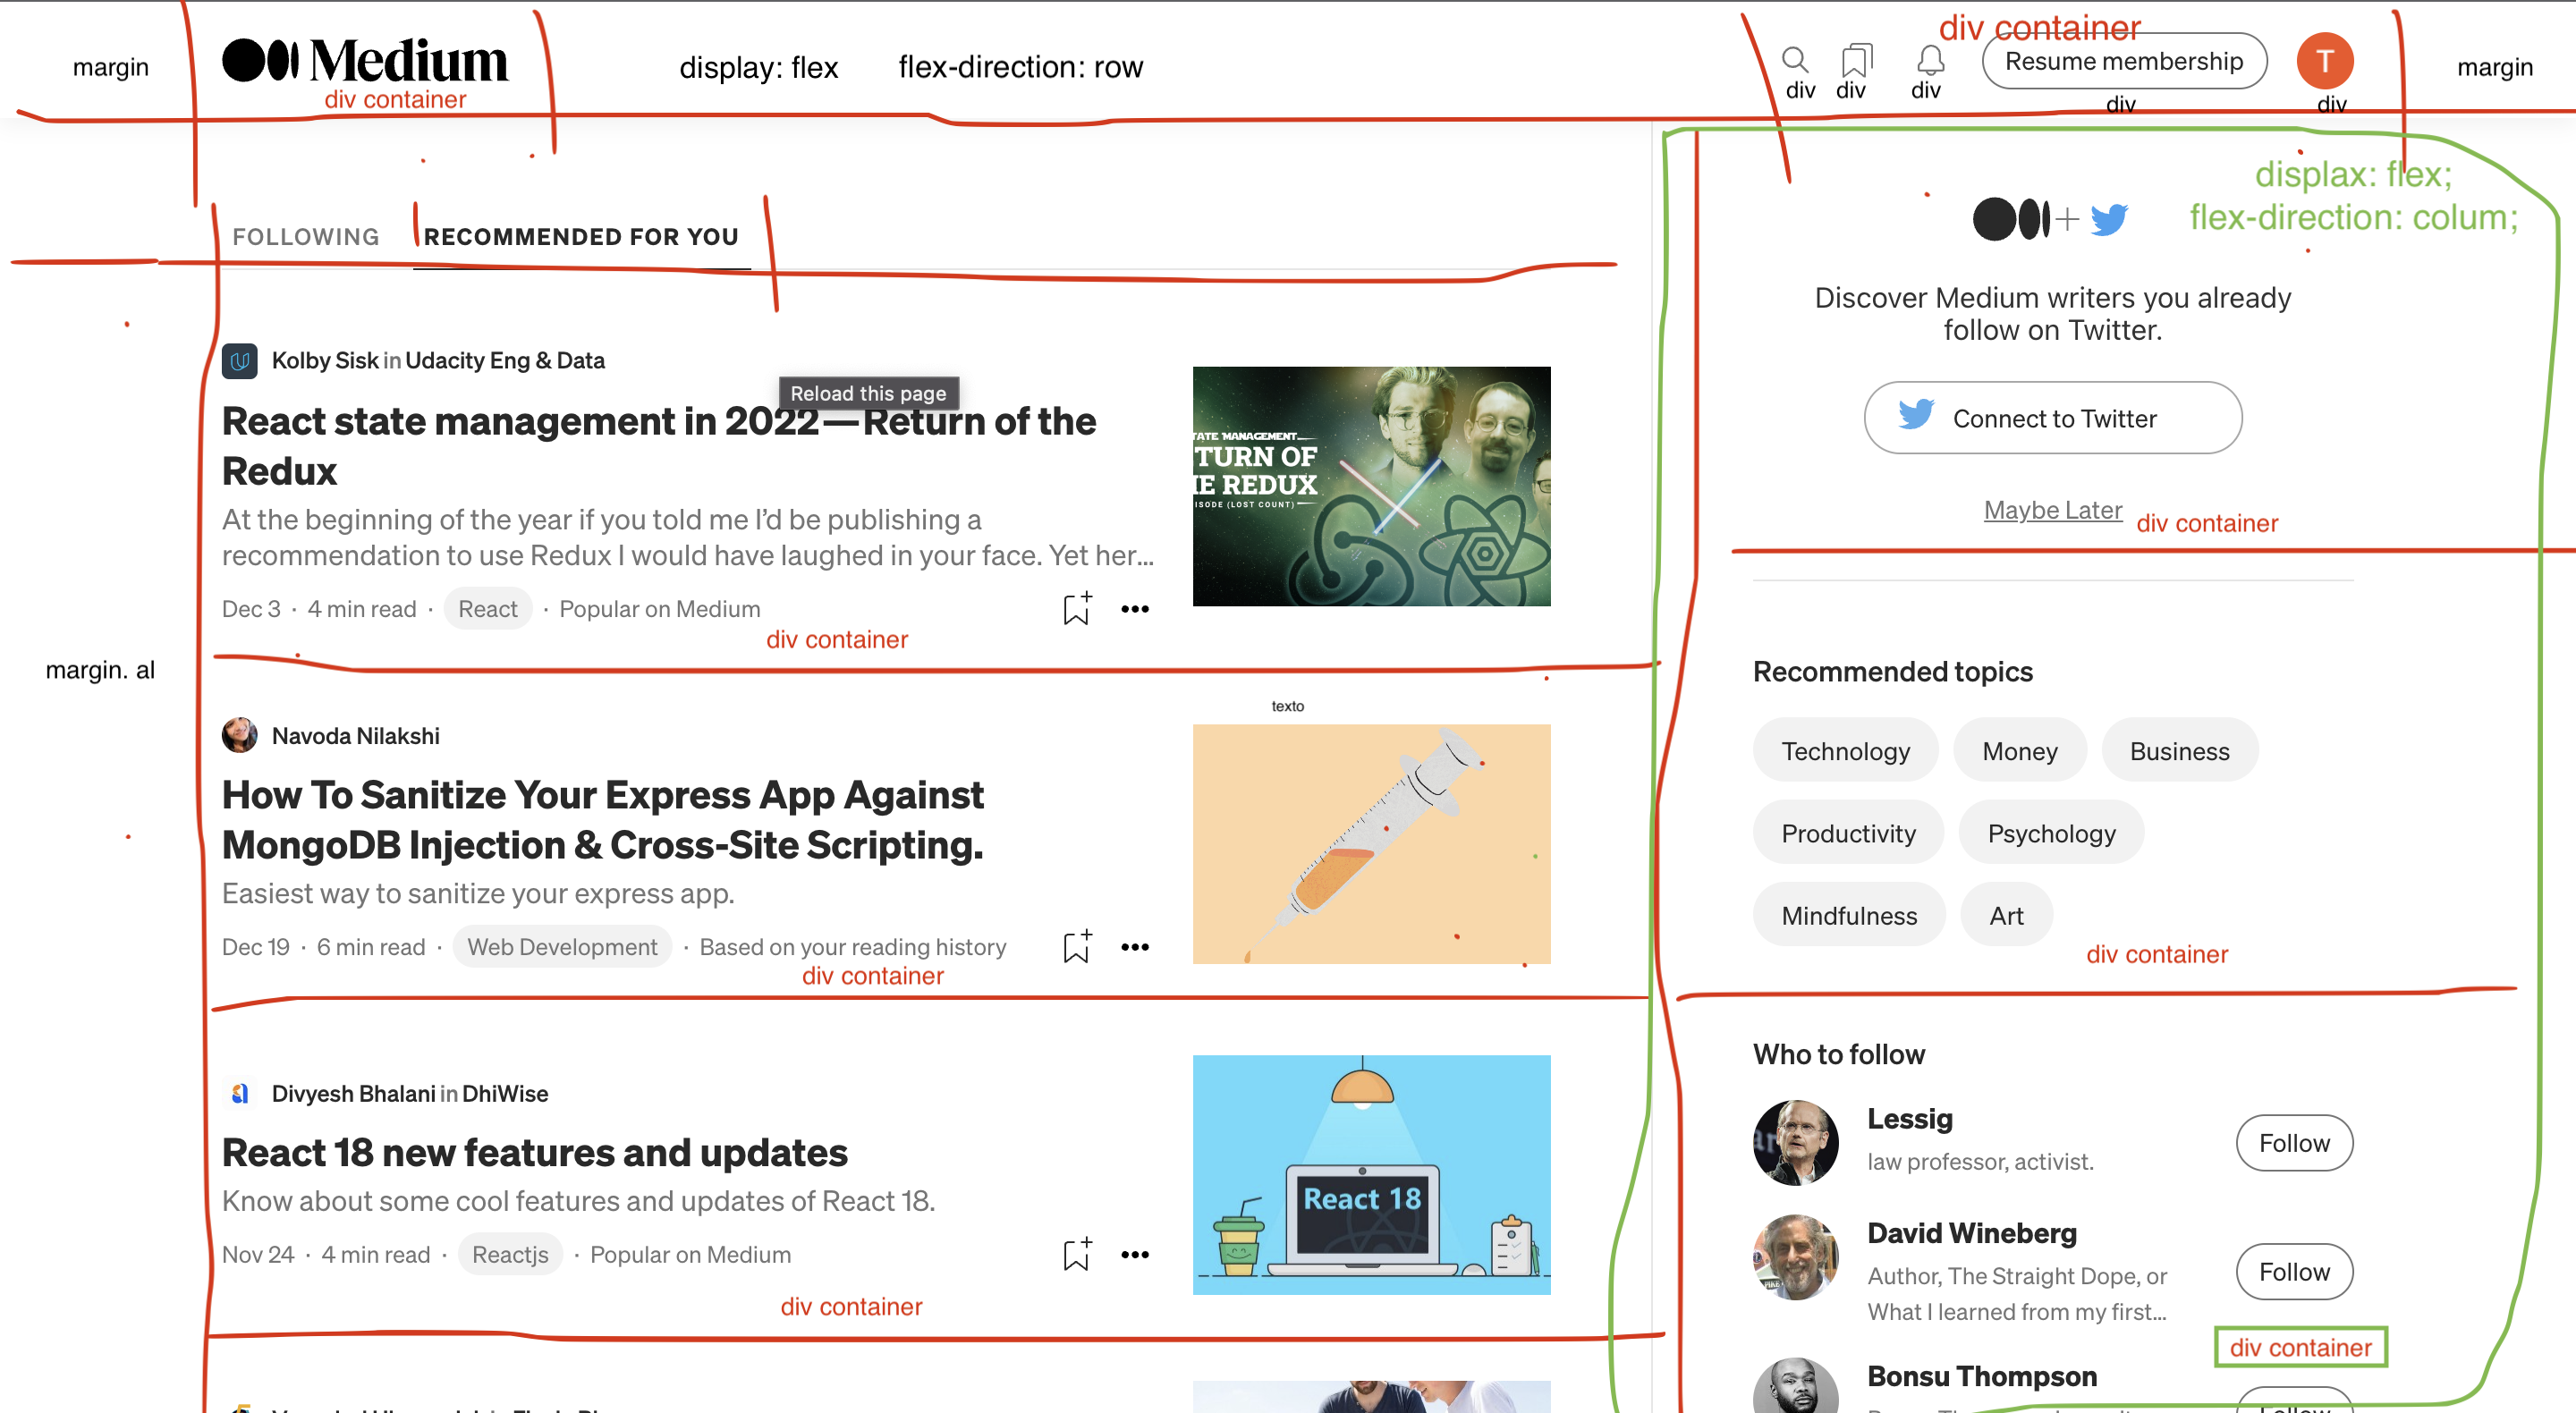 margin
Medium
div container
display: flex
flex-direction: row
div container
Resume membership
T
margin
div
div
div
div
div
FOLLOWING
RECOMMENDED FOR YOU
Kolby Sisk in Udacity Eng & Data
Reload this page
React state management in 2022—Return of the
Redux
At the beginning of the year if you told me I'd be publishing a
recommendation to use Redux I would have laughed in your face. Yet her...
Dec 3 · 4 min read · React · Popular on Medium
div container
TATE MANAGEMENT
TURN OF
IE REDUX
ISODE (LOST COUNT)
margin. al
Navoda Nilakshi
texto
How To Sanitize Your Express App Against
MongoDB Injection & Cross-Site Scripting.
Easiest way to sanitize your express app.
Dec 19 · 6 min read · Web Development · Based on your reading history
div container
Divyesh Bhalani in DhiWise
React 18 new features and updates
Know about some cool features and updates of React 18.
Nov 24 · 4 min read · Reactjs · Popular on Medium
div container
React 18
displax: flex;
flex-direction: colum;
Discover Medium writers you already
follow on Twitter.
Connect to Twitter
Maybe Later
div container
Recommended topics
Technology
Money
Business
Productivity
Psychology
Mindfulness
Art
div container
Who to follow
Lessig
law professor, activist.
Follow
David Wineberg
Author, The Straight Dope, or
What I learned from my first...
Follow
div container
Bonsu Thompson
Follow